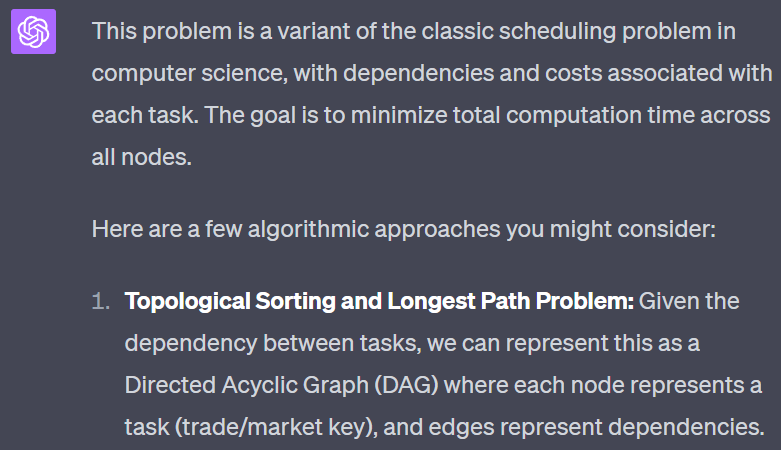 This problem is a variant of the classic scheduling problem in
computer science, with dependencies and costs associated with
each task. The goal is to minimize total computation time across
all nodes.
Here are a few algorithmic approaches you might consider:
1. Topological Sorting and Longest Path Problem: Given the
dependency between tasks, we can represent this as a
Directed Acyclic Graph (DAG) where each node represents a
task (trade/market key), and edges represent dependencies.